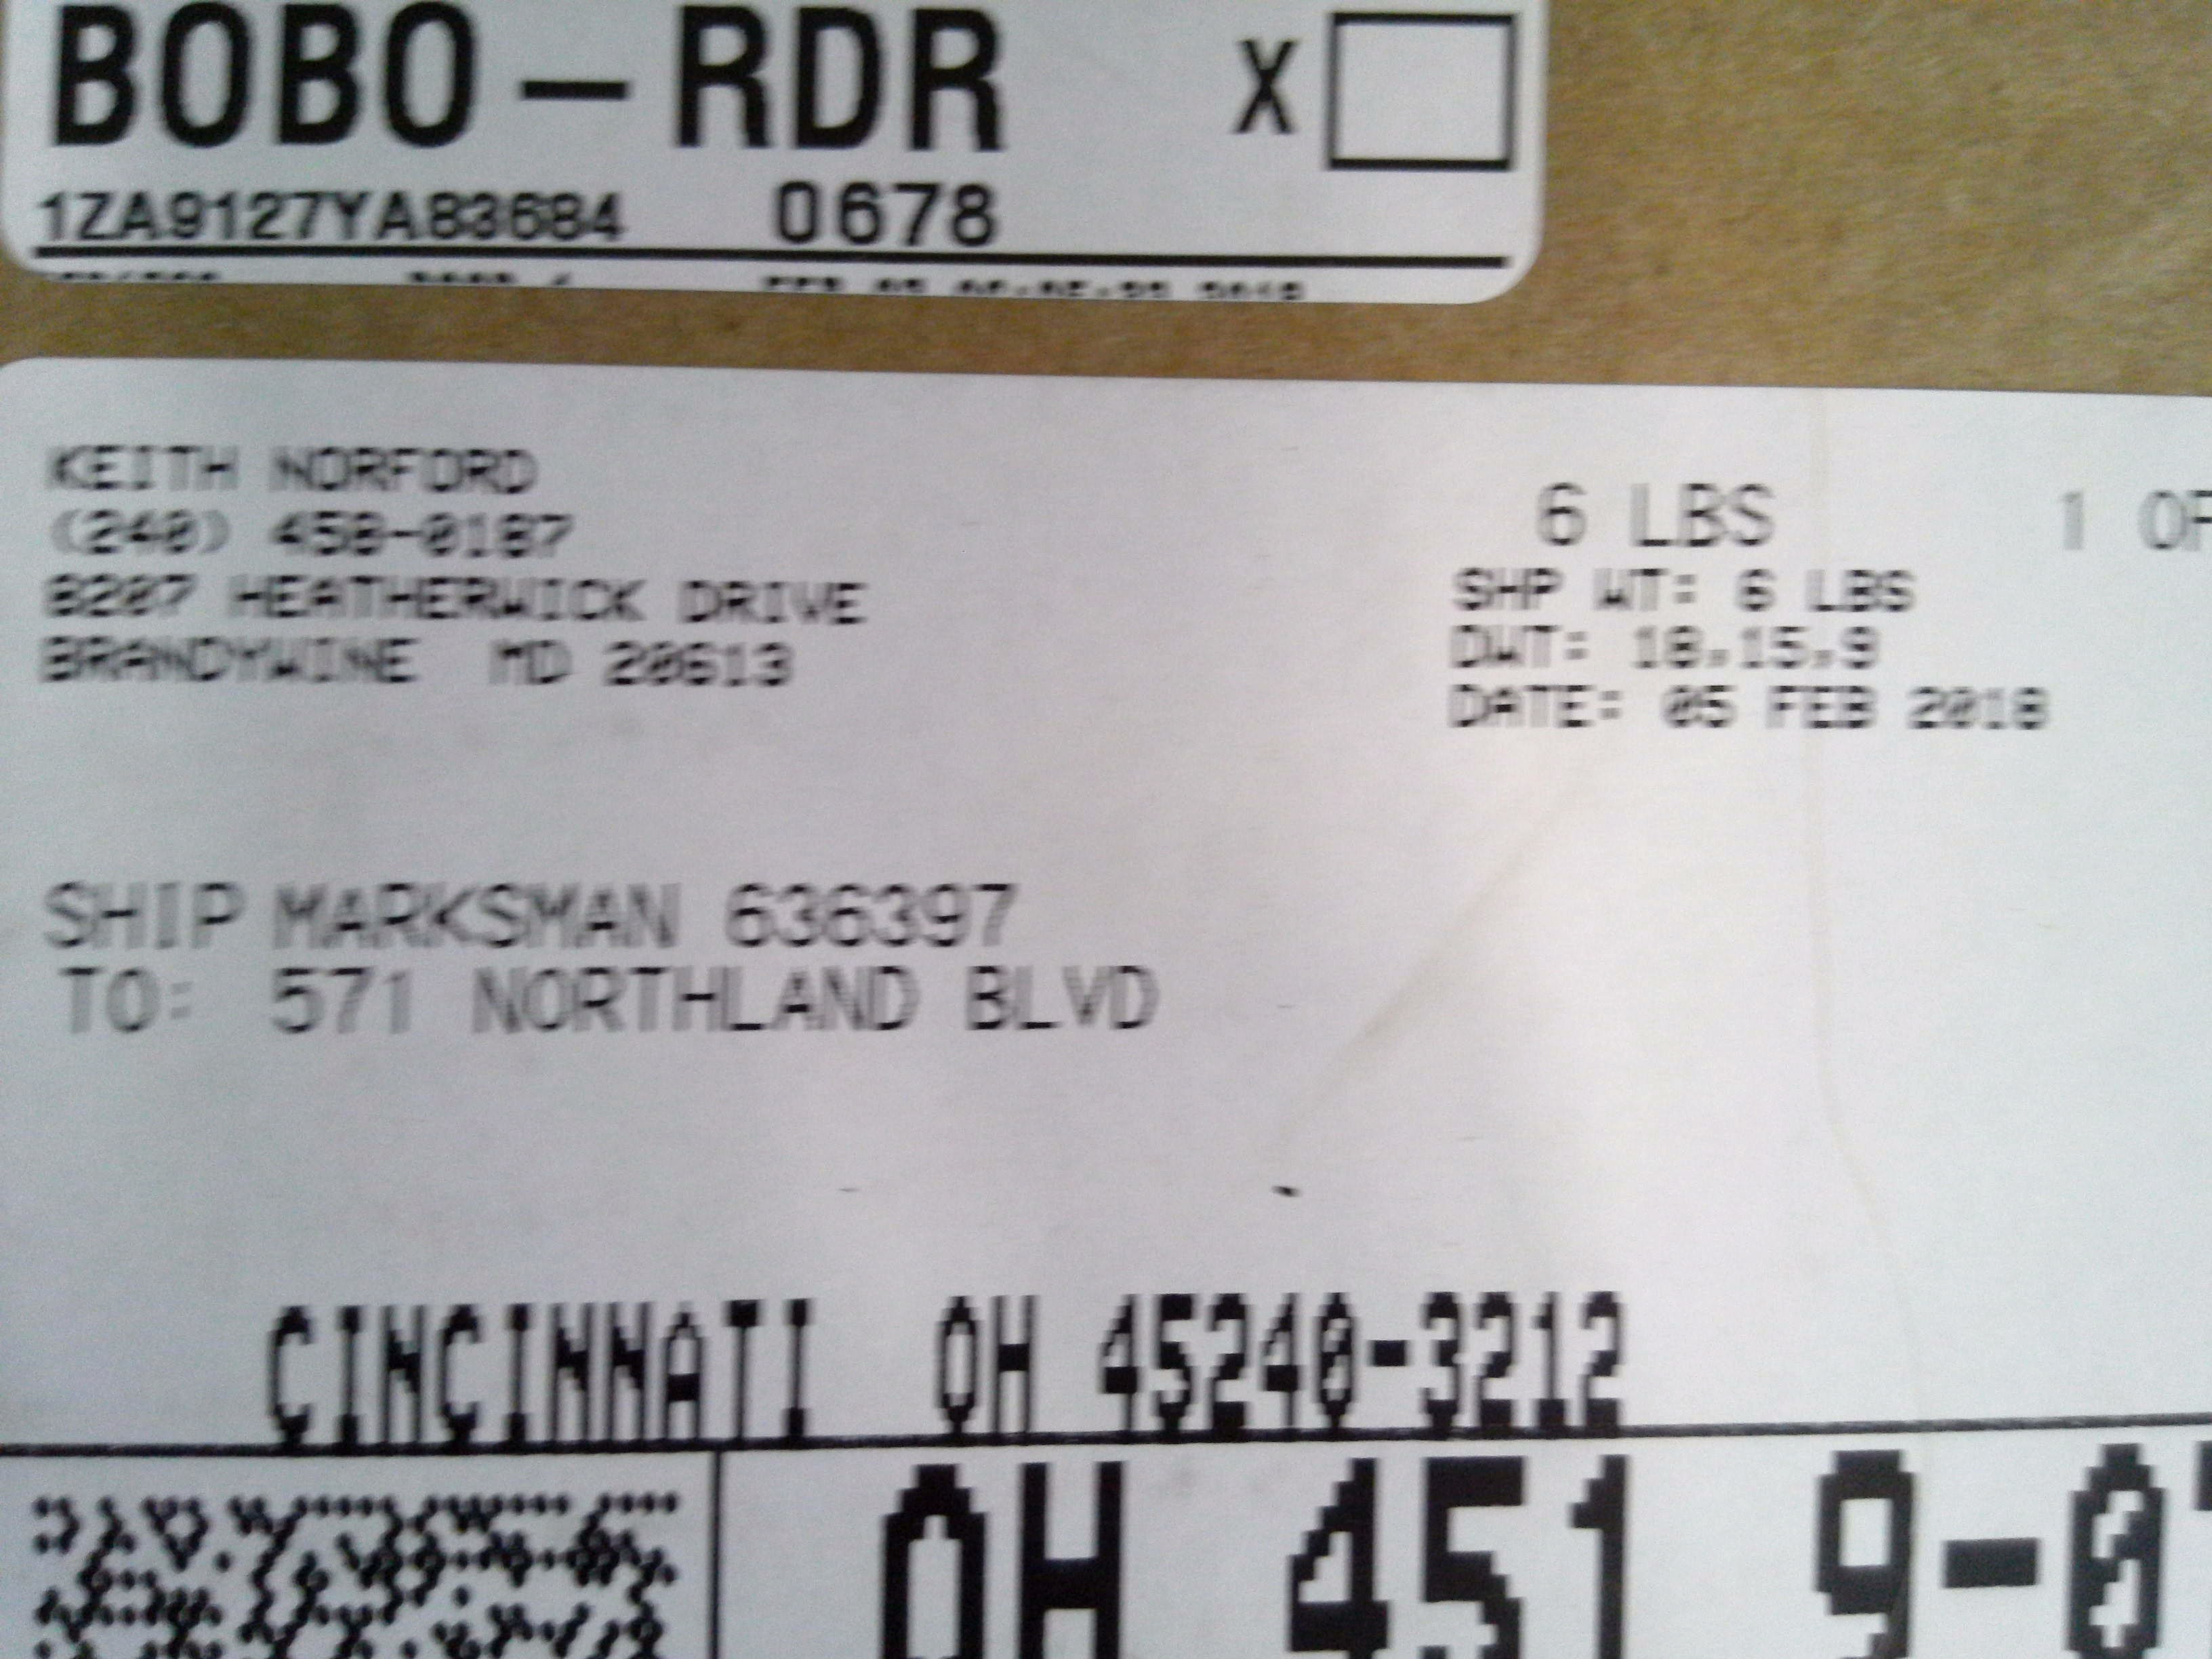 BOBO-RDR X
1ZA9127YA83684 0678
KEITH NORFORD
(240) 458-0187
8207 HEATHERWICK DRIVE
BRANDYWINE MD 20613
6 LBS 1 OF
SHP WT: 6 LBS
DWT: 18,15,9
DATE: 05 FEB 2018
SHIP MARKSMAN 636397
TO: 571 NORTHLAND BLVD
CINCINNATI OH 45240-3212
OH 451 9-0